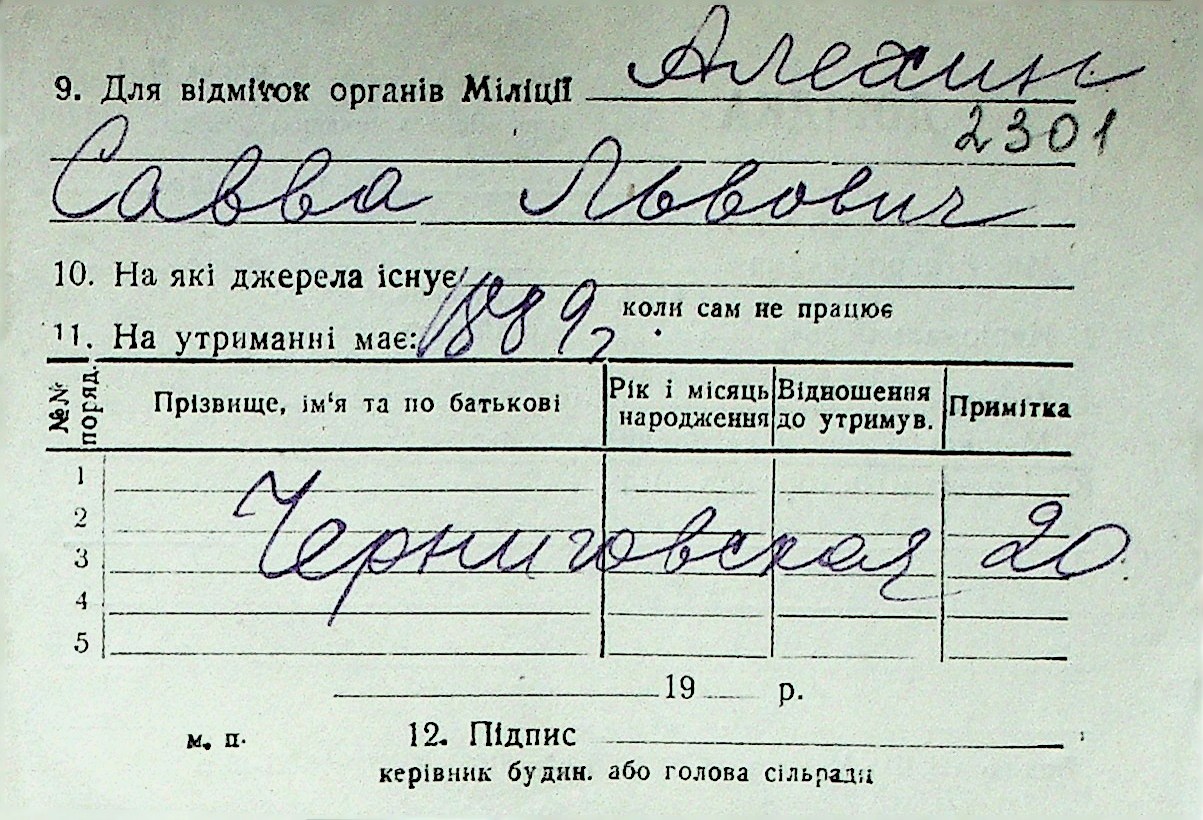 9. Для відміток органів Міліції Алехин
2301
Савва Львович
10. На які джерела існує
коли сам не працює
11. На утриманні має: 1889г.
№№ поряд. Прізвище, ім‘я та по батькові Рік і місяць народження Відношення до утримув. Примітка
1
2
3 Черниговская 20
4
5
19 р.
м. п. 12. Підпис
керівник будин. або голова сільради